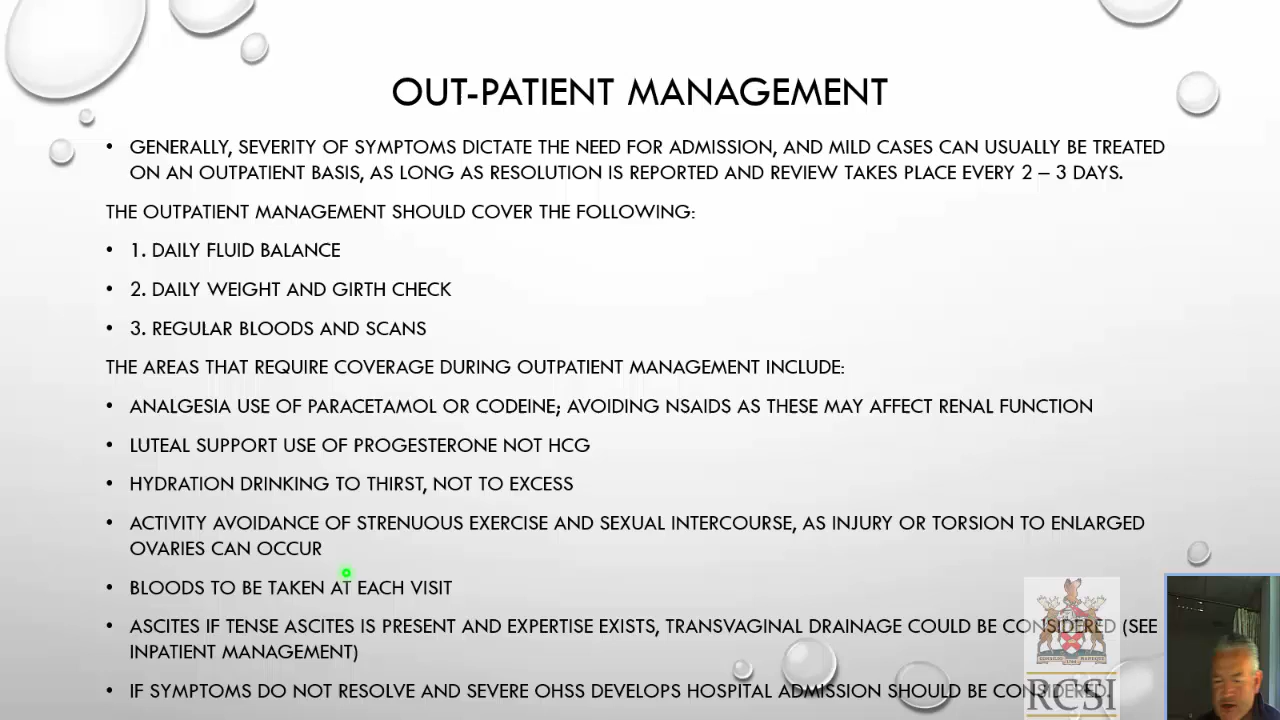 OUT-PATIENT MANAGEMENT
• GENERALLY, SEVERITY OF SYMPTOMS DICTATE THE NEED FOR ADMISSION, AND MILD CASES CAN USUALLY BE TREATED
ON AN OUTPATIENT BASIS, AS LONG AS RESOLUTION IS REPORTED AND REVIEW TAKES PLACE EVERY 2 – 3 DAYS.
THE OUTPATIENT MANAGEMENT SHOULD COVER THE FOLLOWING:
• 1. DAILY FLUID BALANCE
• 2. DAILY WEIGHT AND GIRTH CHECK
• 3. REGULAR BLOODS AND SCANS
THE AREAS THAT REQUIRE COVERAGE DURING OUTPATIENT MANAGEMENT INCLUDE:
• ANALGESIA USE OF PARACETAMOL OR CODEINE; AVOIDING NSAIDS AS THESE MAY AFFECT RENAL FUNCTION
• LUTEAL SUPPORT USE OF PROGESTERONE NOT HCG
• HYDRATION DRINKING TO THIRST, NOT TO EXCESS
• ACTIVITY AVOIDANCE OF STRENUOUS EXERCISE AND SEXUAL INTERCOURSE, AS INJURY OR TORSION TO ENLARGED
OVARIES CAN OCCUR
• BLOODS TO BE TAKEN AT EACH VISIT
• ASCITES IF TENSE ASCITES IS PRESENT AND EXPERTISE EXISTS, TRANSVAGINAL DRAINAGE COULD BE CONSIDERED (SEE
INPATIENT MANAGEMENT)
• IF SYMPTOMS DO NOT RESOLVE AND SEVERE OHSS DEVELOPS HOSPITAL ADMISSION SHOULD BE CONSIDERED.
RCSI